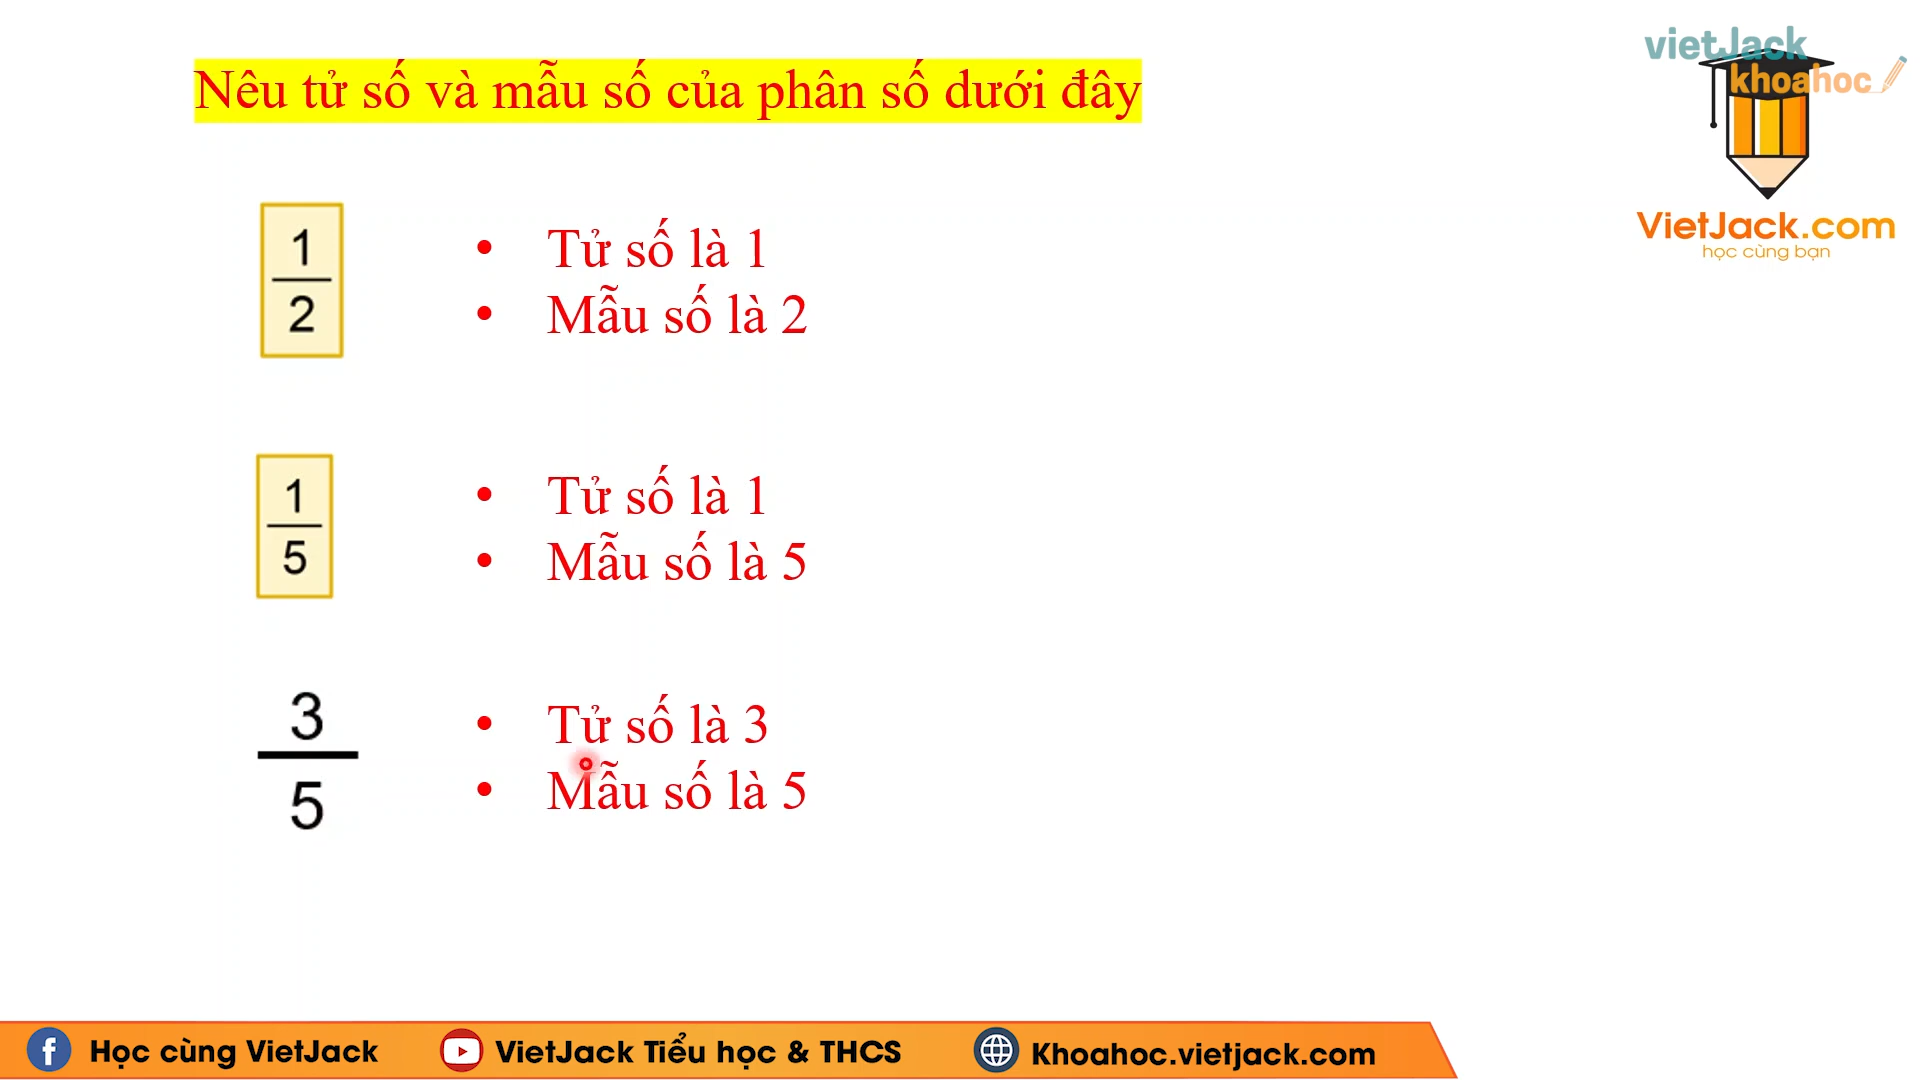 vietJack
khoahoc
VietJack.com
học cùng bạn
Nêu tử số và mẫu số của phân số dưới đây
1
2
• Tử số là 1
• Mẫu số là 2
1
5
• Tử số là 1
• Mẫu số là 5
3
5
• Tử số là 3
• Mẫu số là 5
Học cùng VietJack
VietJack Tiểu học & THCS
Khoahoc.vietjack.com